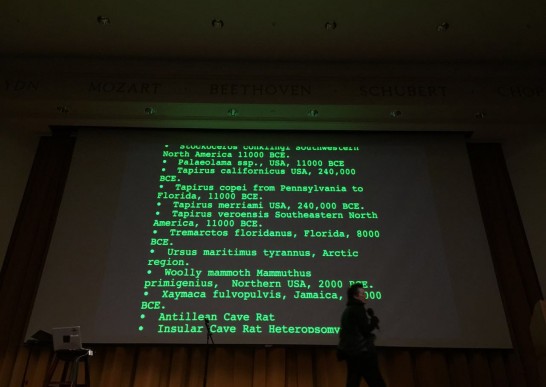 MOZART BEETHOVEN SCHUBERT
• Stockoceros conklingi Southwestern
North America 11000 BCE.
• Palaeolama ssp., USA, 11000 BCE
• Tapirus californicus USA, 240,000
BCE.
• Tapirus copei from Pennsylvania to
Florida, 11000 BCE.
• Tapirus merriami USA, 240,000 BCE.
• Tapirus veroensis Southeastern North
America, 11000 BCE.
• Tremarctos floridanus, Florida, 8000
BCE.
• Ursus maritimus tyrannus, Arctic
region.
• Woolly mammoth Mammuthus
primigenius, Northern USA, 2000 BCE.
• Xaymaca fulvopulvis, Jamaica,
BCE.
• Antillean Cave Rat
• Insular Cave Rat